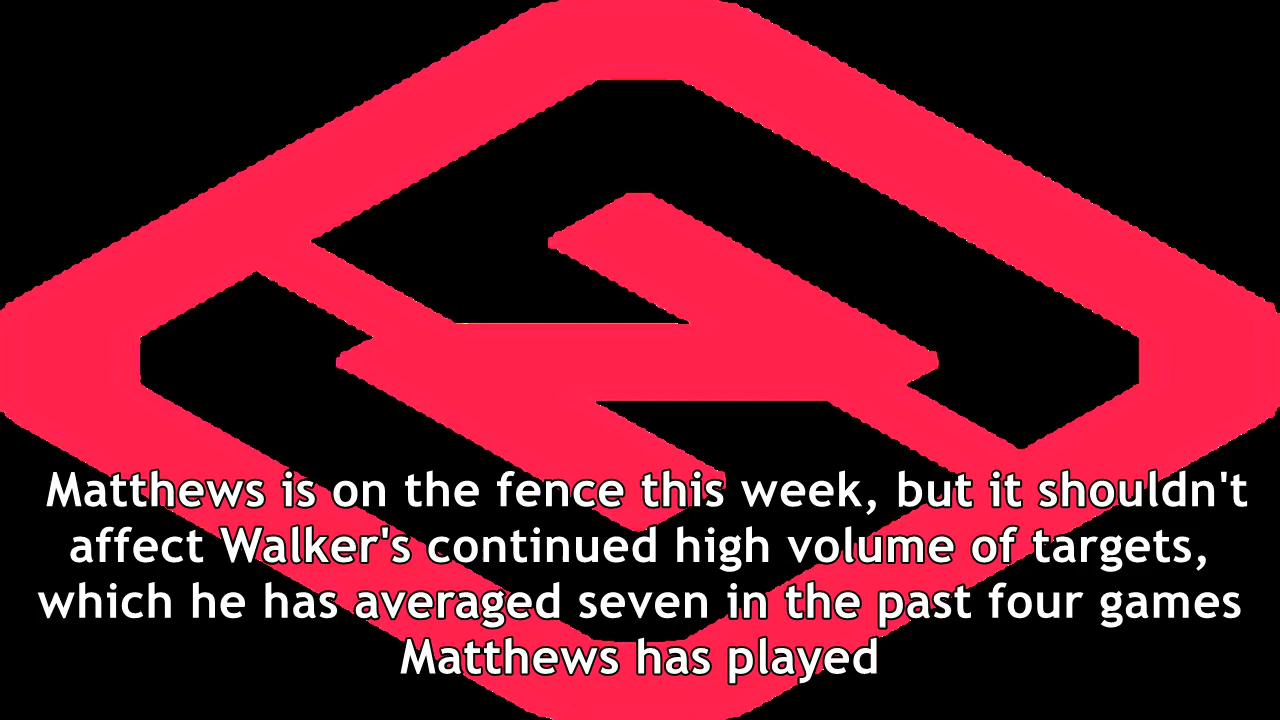 Matthews is on the fence this week, but it shouldn't
affect Walker's continued high volume of targets,
which he has averaged seven in the past four games
Matthews has played